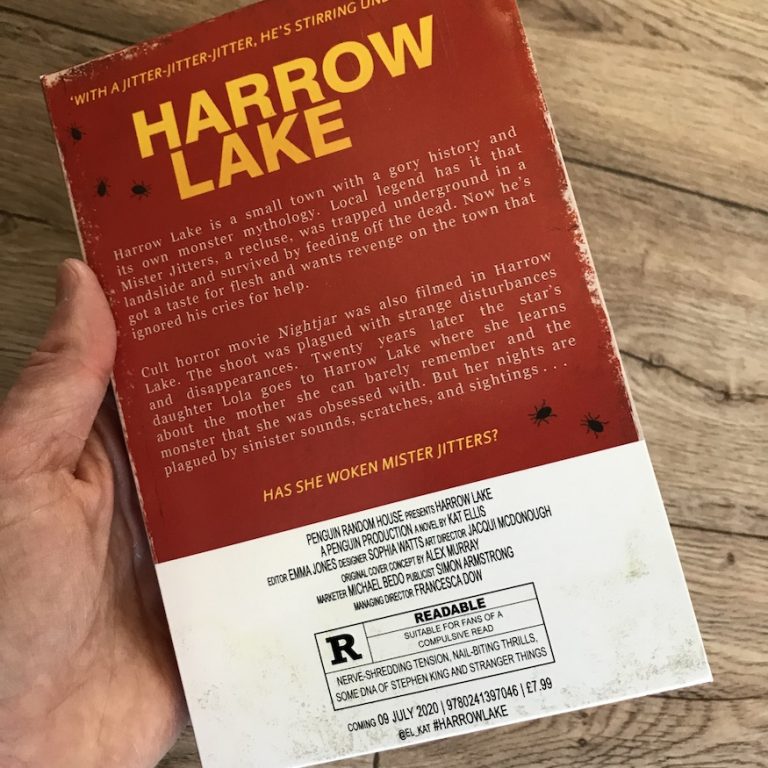 'WITH A JITTER-JITTER-JITTER, HE'S STIRRING
HARROW
LAKE
Harrow Lake is a small town with a gory history and
its own monster mythology. Local legend has it that
Mister Jitters, a recluse, was trapped underground in a
landslide and survived by feeding off the dead. Now he's
got a taste for flesh and wants revenge on the town that
ignored his cries for help.
Cult horror movie Nightjar was also filmed in Harrow
Lake. The shoot was plagued with strange disturbances
and disappearances. Twenty years later the star's
daughter Lola goes to Harrow Lake where she learns
about the mother she can barely remember and the
monster that she was obsessed with. But her nights are
plagued by sinister sounds, scratches, and sightings . . .
HAS SHE WOKEN MISTER JITTERS?
PENGUIN RANDOM HOUSE PRESENTS HARROW LAKE
A PENGUIN PRODUCTION A NOVEL BY KAT ELLIS
EDITOR EMMA JONES DESIGNER SOPHIA WATTS ART DIRECTOR JACQUI MCDONOUGH
ORIGINAL COVER CONCEPT BY ALEX MURRAY
MARKETER MICHAEL BEDO PUBLICIST SIMON ARMSTRONG
MANAGING DIRECTOR FRANCESCA DOW
R
READABLE
SUITABLE FOR FANS OF A
COMPULSIVE READ
NERVE-SHREDDING TENSION, NAIL-BITING THRILLS,
SOME DNA OF STEPHEN KING AND STRANGER THINGS
COMING 09 JULY 2020 | 9780241397046 | £7.99
@EL_KAT #HARROWLAKE